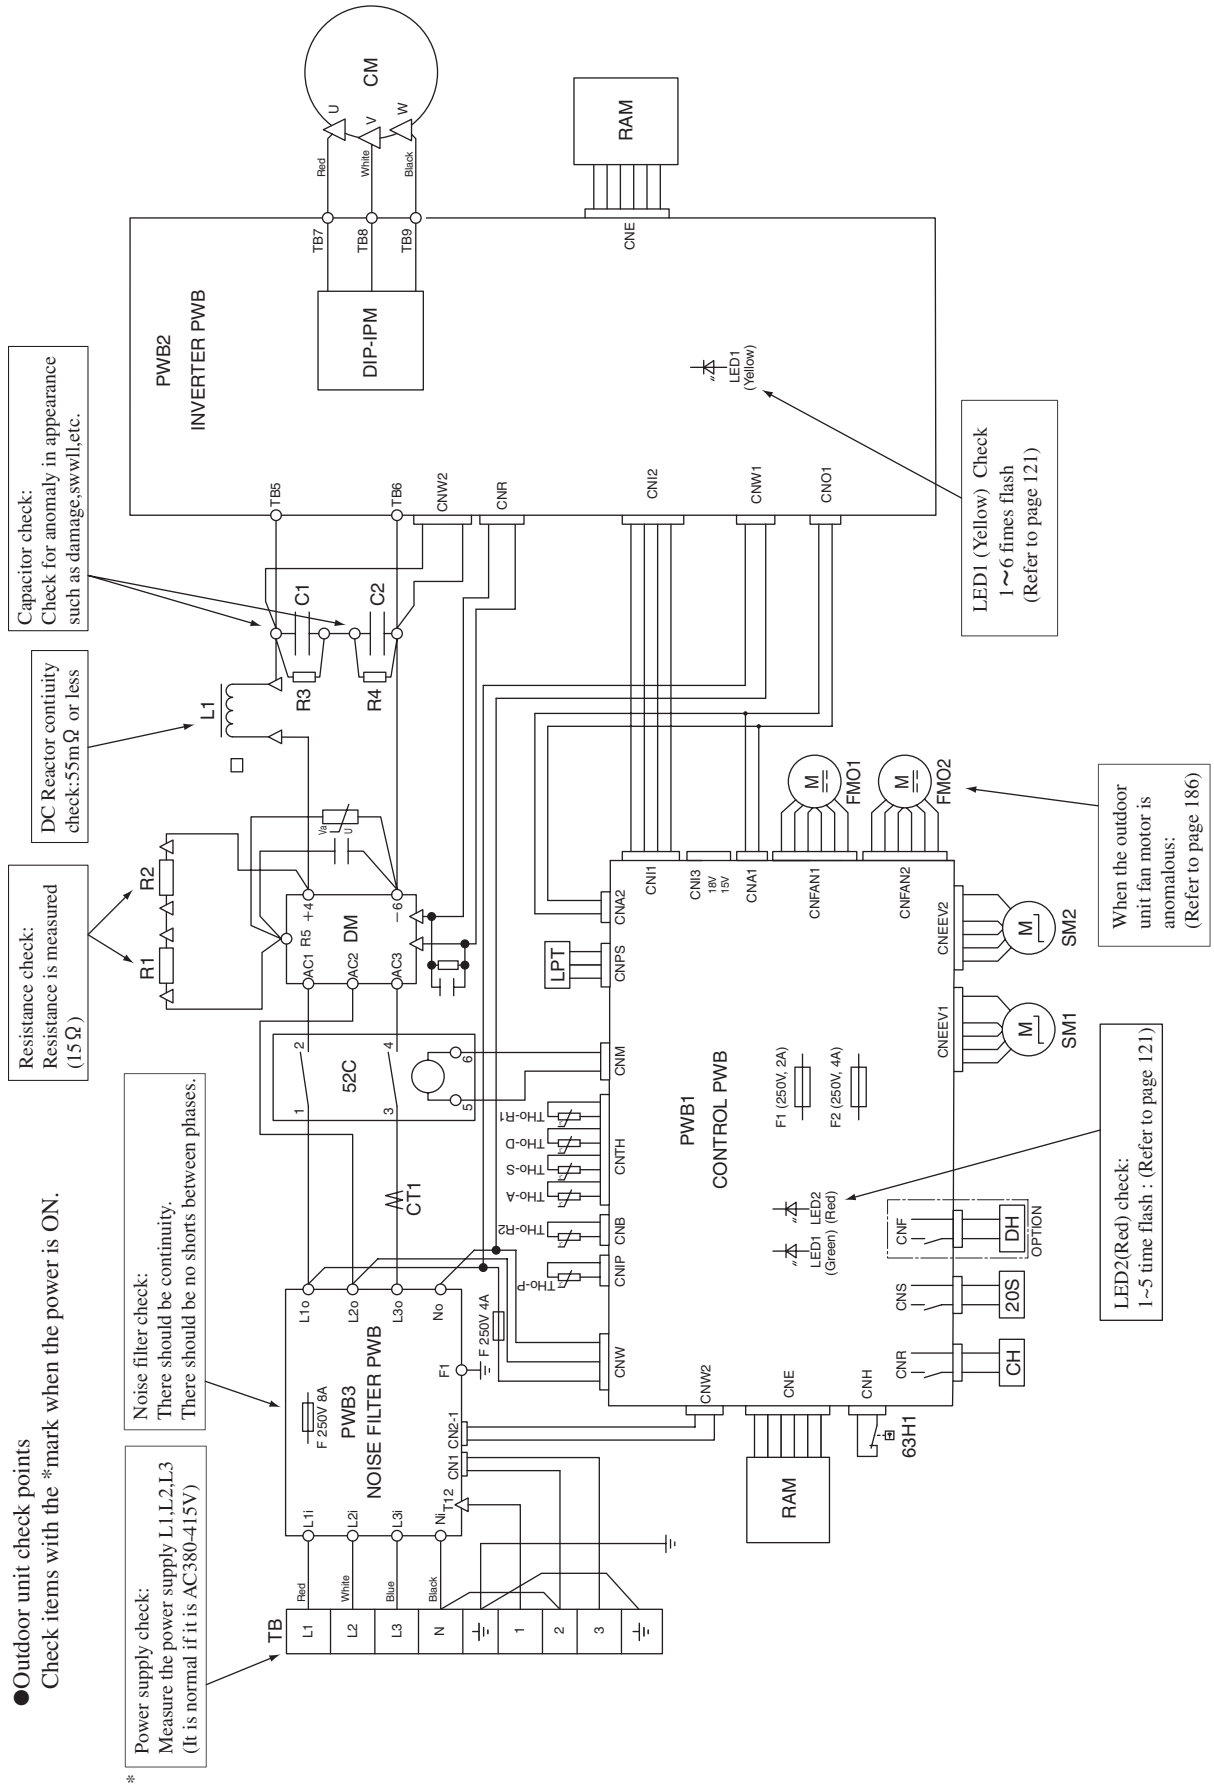 ●Outdoor unit check points
Check items with the *mark when the power is ON.
*
Power supply check:
Measure the power supply L1,L2,L3
(It is normal if it is AC380-415V)
Noise filter check:
There should be continuity.
There should be no shorts between phases.
Resistance check:
Resistance is measured
(15Ω)
DC Reactor contiuity
check:55mΩ or less
Capacitor check:
Check for anomaly in appearance
such as damage,swwll,etc.
TB
L1
L2
L3
N
1
2
3
Red
White
Blue
Black
L1i
L2i
L3i
Ni
T12
F 250V 8A
PWB3
NOISE FILTER PWB
CN1
CN2-1
F1
L1o
L2o
L3o
No
F 250V 4A
CT1
1
2
3
4
52C
5
6
AC1
AC2
AC3
R5
DM
+4
−6
R1
R2
Va
U
L1
R3
R4
C1
C2
TB5
TB6
CNW2
CNR
CNI2
CNW1
CNO1
PWB2
INVERTER PWB
DIP-IPM
TB7
TB8
TB9
Red
White
Black
U
V
W
CM
CNE
RAM
LED1
(Yellow)
LED1 (Yellow) Check
1～6 fimes flash
(Refer to page 121)
CNW
CNIP
CNB
CNTH
CNM
CNPS
CNA2
THo-P
THo-R2
THo-A
THo-S
THo-D
THo-R1
LPT
CNI1
CNI3
18V
15V
CNA1
CNFAN1
CNFAN2
M
FMO1
M
FMO2
PWB1
CONTROL PWB
F1 (250V, 2A)
F2 (250V, 4A)
LED1
(Green)
LED2
(Red)
CNW2
CNE
CNH
RAM
63H1
CNR
CNS
CNF
CH
20S
DH
OPTION
CNEEV1
CNEEV2
M
SM1
M
SM2
When the outdoor
unit fan motor is
anomalous:
(Refer to page 186)
LED2(Red) check:
1~5 time flash : (Refer to page 121)